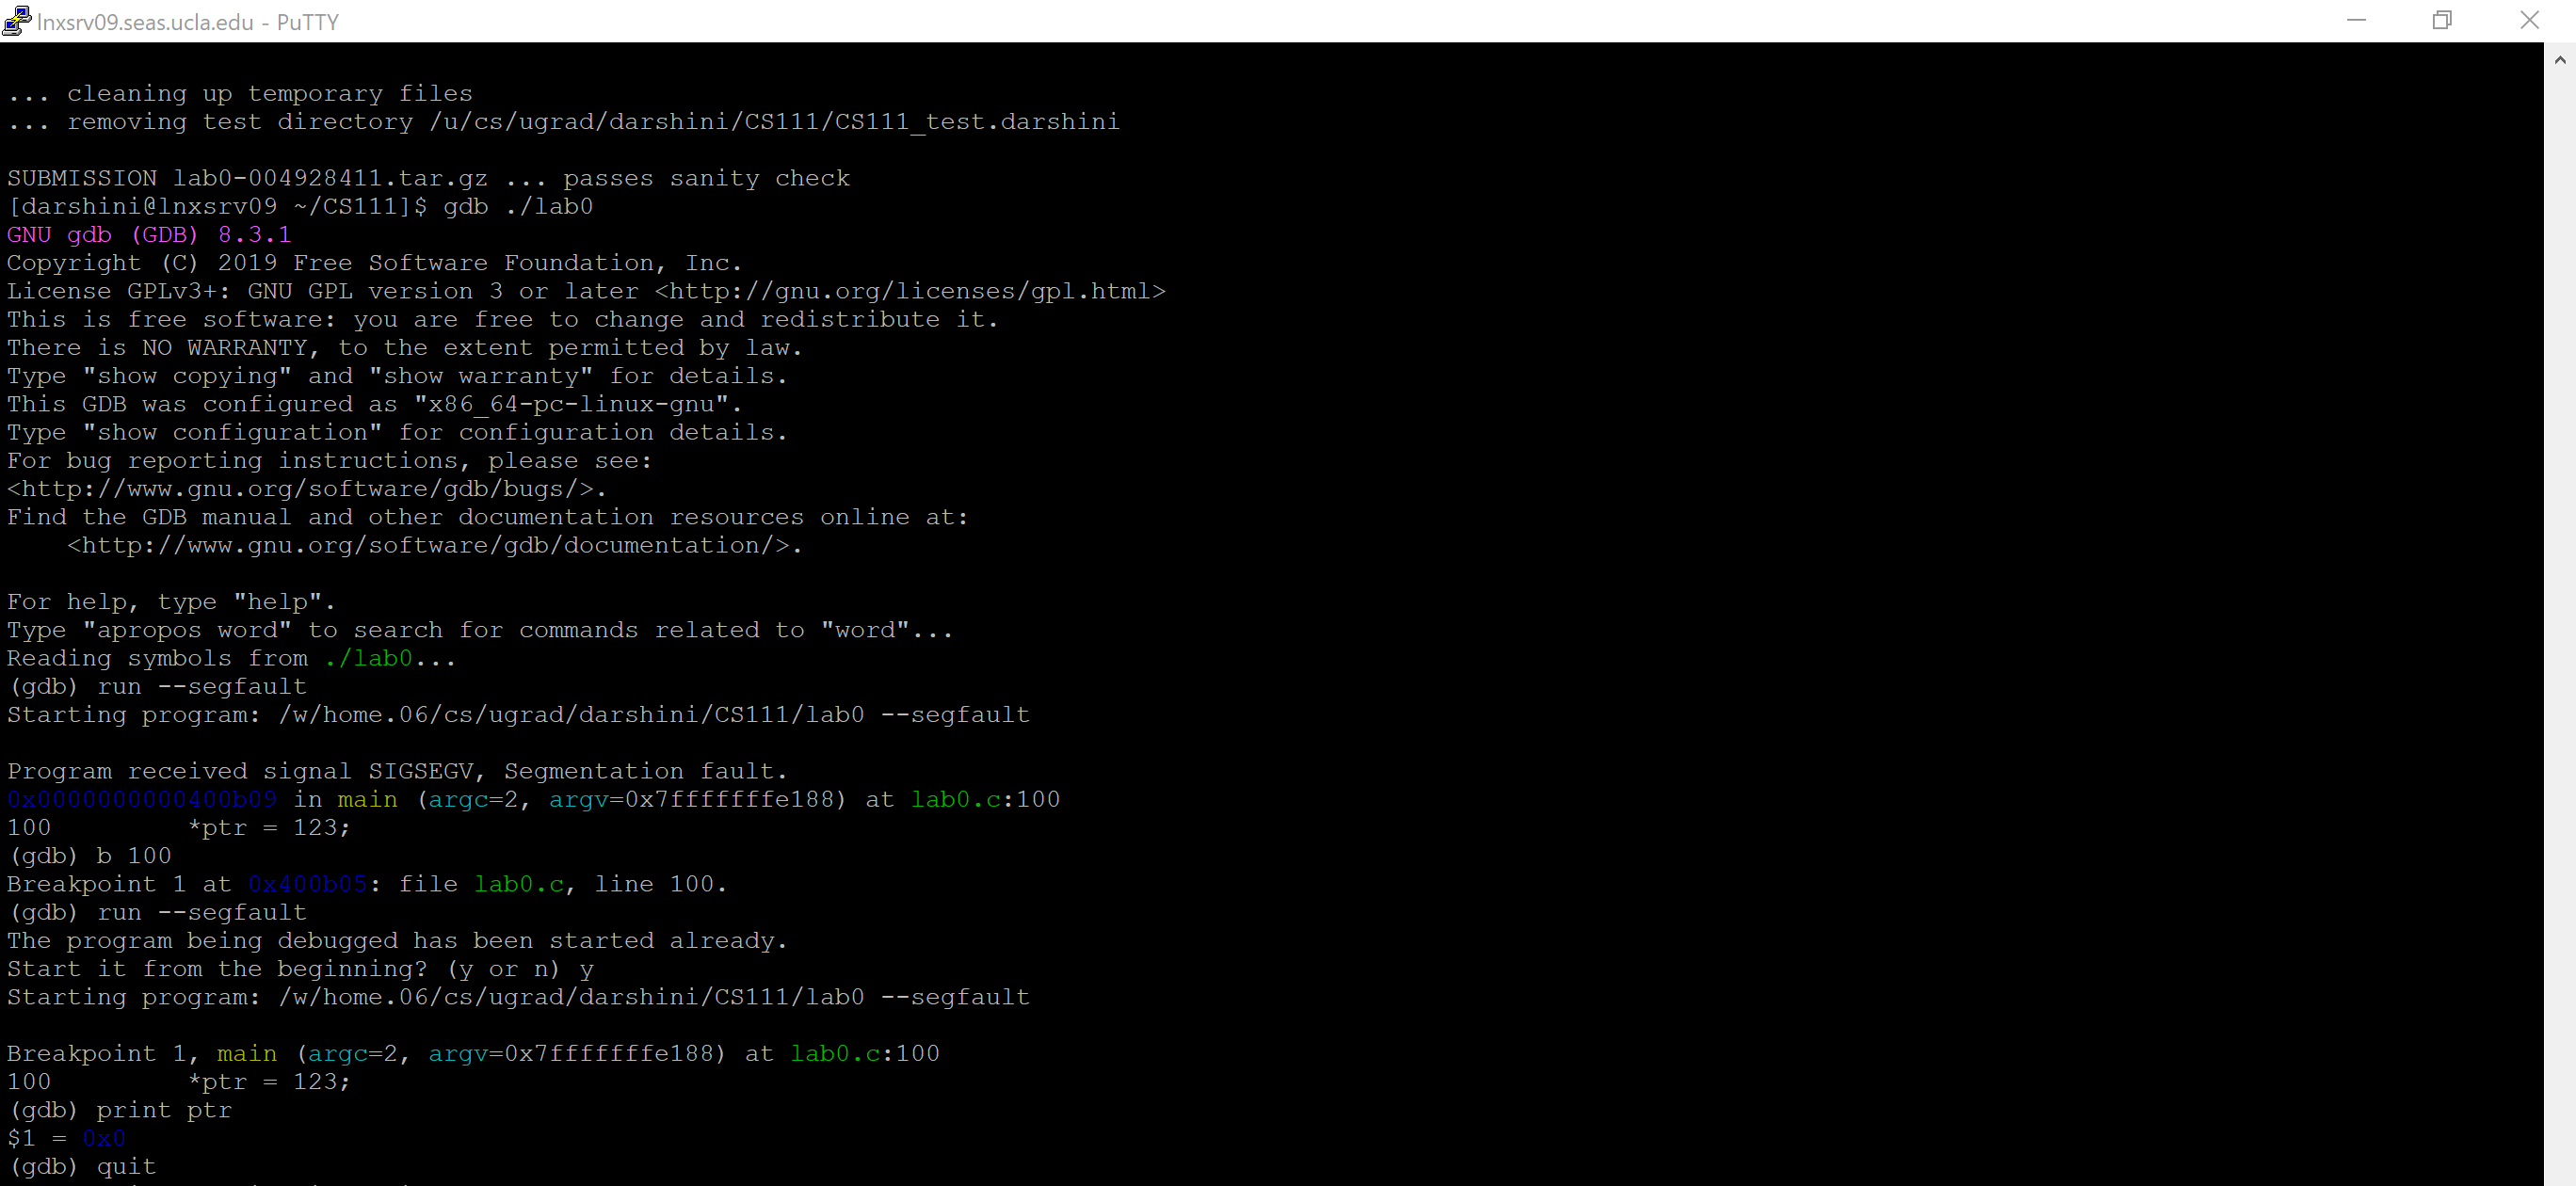 lnxsrv09.seas.ucla.edu - PuTTY
... cleaning up temporary files
... removing test directory /u/cs/ugrad/darshini/CS111/CS111_test.darshini
SUBMISSION lab0-004928411.tar.gz ... passes sanity check
[darshini@lnxsrv09 ~/CS111]$ gdb ./lab0
GNU gdb (GDB) 8.3.1
Copyright (C) 2019 Free Software Foundation, Inc.
License GPLv3+: GNU GPL version 3 or later <http://gnu.org/licenses/gpl.html>
This is free software: you are free to change and redistribute it.
There is NO WARRANTY, to the extent permitted by law.
Type "show copying" and "show warranty" for details.
This GDB was configured as "x86_64-pc-linux-gnu".
Type "show configuration" for configuration details.
For bug reporting instructions, please see:
<http://www.gnu.org/software/gdb/bugs/>.
Find the GDB manual and other documentation resources online at:
    <http://www.gnu.org/software/gdb/documentation/>.
For help, type "help".
Type "apropos word" to search for commands related to "word"...
Reading symbols from ./lab0...
(gdb) run --segfault
Starting program: /w/home.06/cs/ugrad/darshini/CS111/lab0 --segfault
Program received signal SIGSEGV, Segmentation fault.
0x0000000000400b09 in main (argc=2, argv=0x7fffffffe188) at lab0.c:100
100         *ptr = 123;
(gdb) b 100
Breakpoint 1 at 0x400b05: file lab0.c, line 100.
(gdb) run --segfault
The program being debugged has been started already.
Start it from the beginning? (y or n) y
Starting program: /w/home.06/cs/ugrad/darshini/CS111/lab0 --segfault
Breakpoint 1, main (argc=2, argv=0x7fffffffe188) at lab0.c:100
100         *ptr = 123;
(gdb) print ptr
$1 = 0x0
(gdb) quit